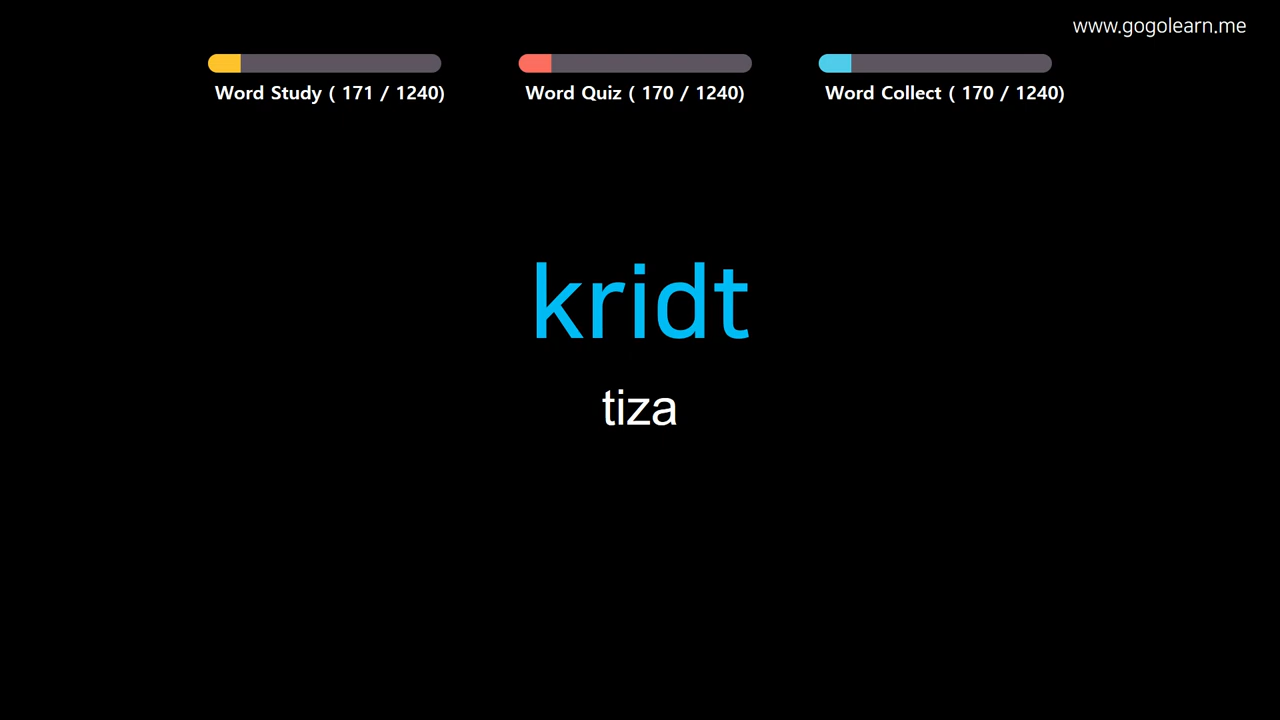 www.gogolearn.me
Word Study ( 171 / 1240)
Word Quiz ( 170 / 1240)
Word Collect ( 170 / 1240)
kridt
tiza